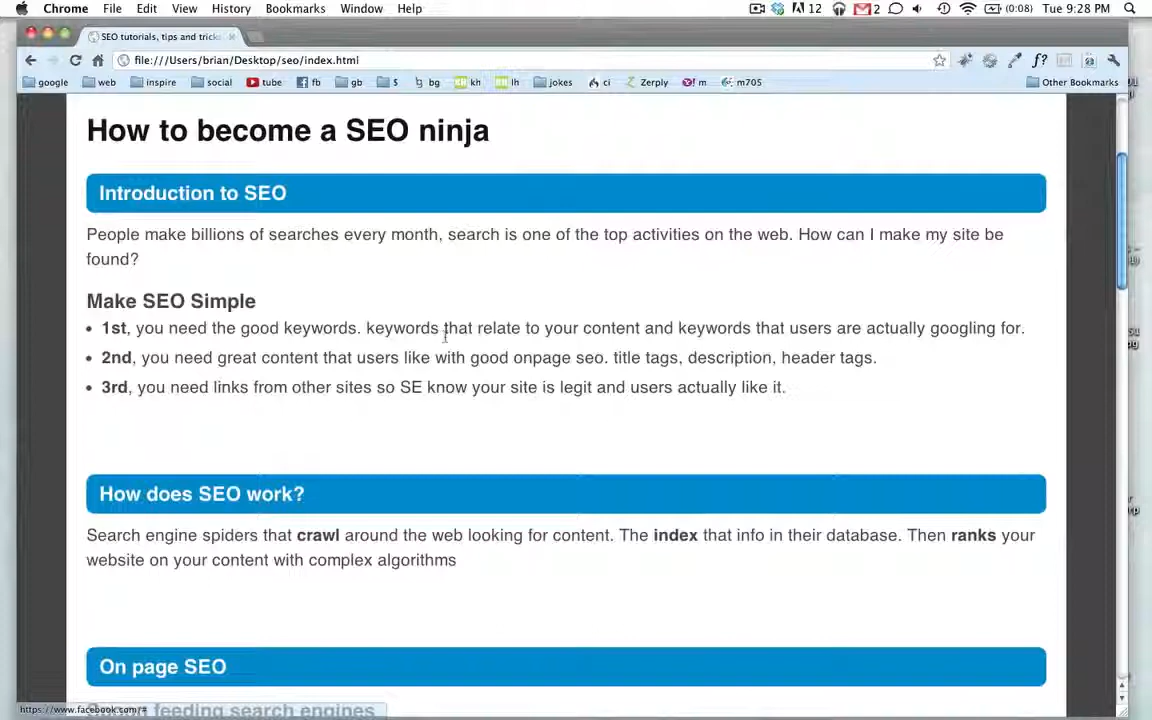 Chrome File Edit View History Bookmarks Window Help 12 2 (0:08) Tue 9:28 PM
SEO tutorials, tips and trick
file:///Users/brian/Desktop/seo/index.html f?
google web inspire social tube fb gb $ bg kh lh jokes ci Zerply m m705 Other Bookmarks
How to become a SEO ninja
Introduction to SEO
People make billions of searches every month, search is one of the top activities on the web. How can I make my site be
found?
Make SEO Simple
• 1st, you need the good keywords. keywords that relate to your content and keywords that users are actually googling for.
• 2nd, you need great content that users like with good onpage seo. title tags, description, header tags.
• 3rd, you need links from other sites so SE know your site is legit and users actually like it.
How does SEO work?
Search engine spiders that crawl around the web looking for content. The index that info in their database. Then ranks your
website on your content with complex algorithms
On page SEO
feeding search engines
https://www.facebook.com/#